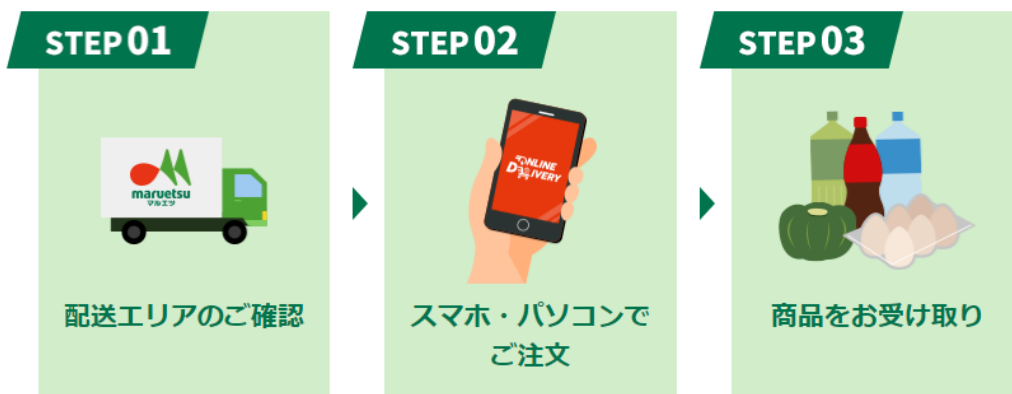 STEP 01
maruetsu
マルエツ
配送エリアのご確認
STEP 02
ONLINE
DELIVERY
スマホ・パソコンで
ご注文
STEP 03
商品をお受け取り